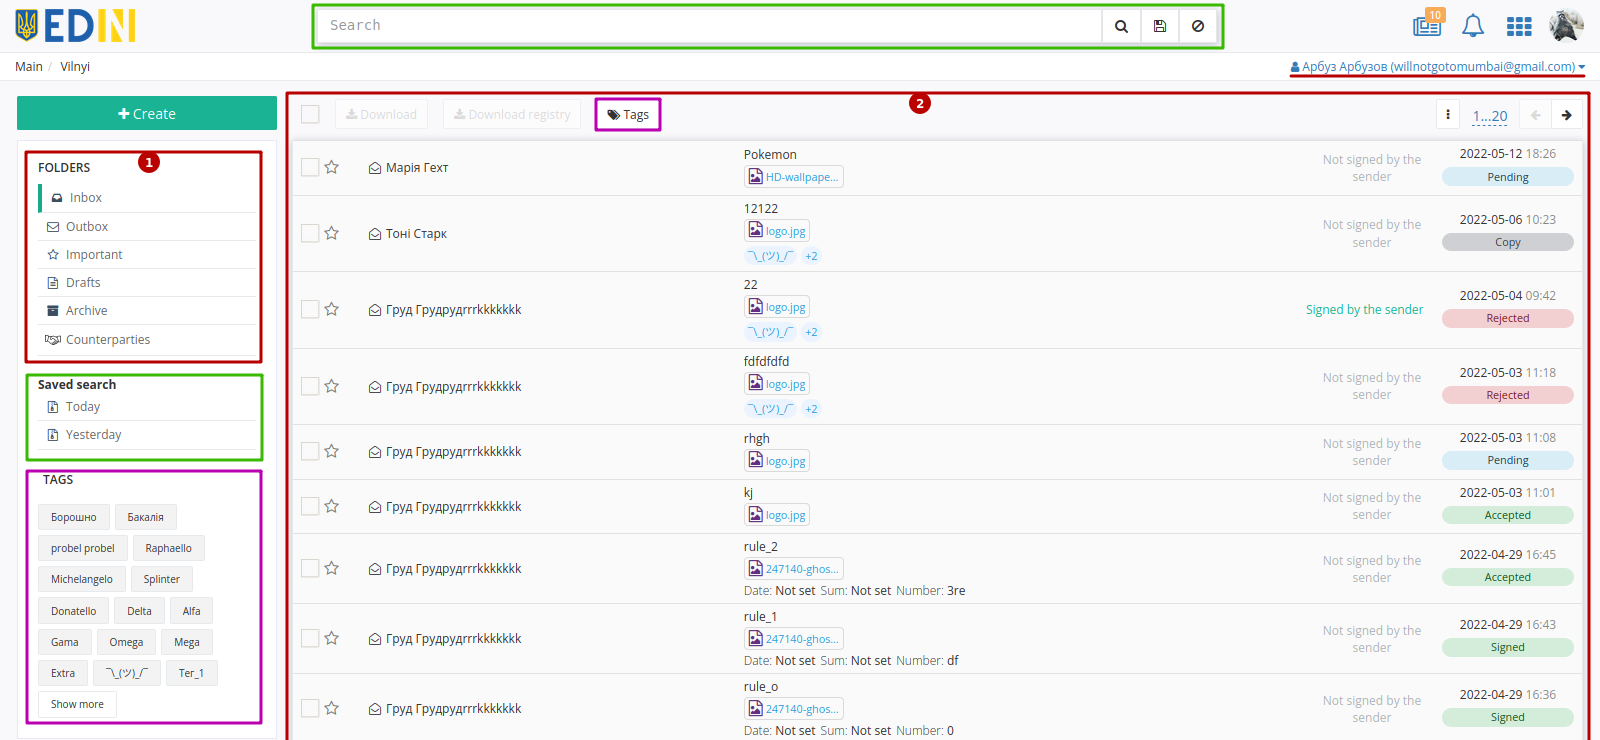 EDIN
Search
10
Main / Vilnyi
Арбуз Арбузов (willnotgotomumbai@gmail.com)
Create
1
FOLDERS
Inbox
Outbox
Important
Drafts
Archive
Counterparties
Saved search
Today
Yesterday
TAGS
Борошно Бакалія
probel probel Raphaello
Michelangelo Splinter
Donatello Delta Alfa
Gama Omega Mega
Extra ¯\_(ツ)_/¯ Тег_1
Show more
2
Download Download registry Tags 1...20
Марія Гехт
Pokemon
HD-wallpape...
Not signed by the
sender
2022-05-12 18:26
Pending
Тоні Старк
12122
logo.jpg
¯\_(ツ)_/¯ +2
Not signed by the
sender
2022-05-06 10:23
Copy
Груд Грудрудrrrkkkkkkk
22
logo.jpg
¯\_(ツ)_/¯ +2
Signed by the sender
2022-05-04 09:42
Rejected
Груд Грудрудrrrkkkkkkk
fdfdfdfd
logo.jpg
¯\_(ツ)_/¯ +2
Not signed by the
sender
2022-05-03 11:18
Rejected
Груд Грудрудrrrkkkkkkk
rhgh
logo.jpg
Not signed by the
sender
2022-05-03 11:08
Pending
Груд Грудрудrrrkkkkkkk
kj
logo.jpg
Not signed by the
sender
2022-05-03 11:01
Accepted
Груд Грудрудrrrkkkkkkk
rule_2
247140-ghos...
Date: Not set Sum: Not set Number: 3re
Not signed by the
sender
2022-04-29 16:45
Accepted
Груд Грудрудrrrkkkkkkk
rule_1
247140-ghos...
Date: Not set Sum: Not set Number: df
Not signed by the
sender
2022-04-29 16:43
Signed
Груд Грудрудrrrkkkkkkk
rule_o
247140-ghos...
Date: Not set Sum: Not set Number: 0
Not signed by the
sender
2022-04-29 16:36
Signed